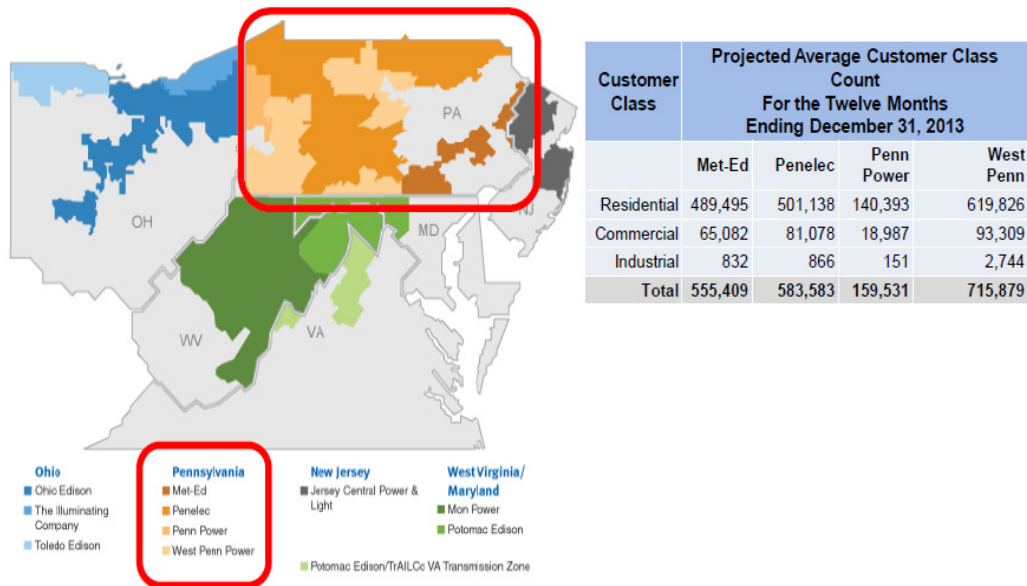 PA
OH
NJ
MD
WV
VA
Ohio
Ohio Edison
The Illuminating
Company
Toledo Edison
Pennsylvania
Met-Ed
Penelec
Penn Power
West Penn Power
New Jersey
Jersey Central Power &
Light
West Virginia/
Maryland
Mon Power
Potomac Edison
Potomac Edison/TrAILCo VA Transmission Zone
Customer
Class
Projected Average Customer Class
Count
For the Twelve Months
Ending December 31, 2013
Met-Ed Penelec Penn Power West Penn
Residential 489,495 501,138 140,393 619,826
Commercial 65,082 81,078 18,987 93,309
Industrial 832 866 151 2,744
Total 555,409 583,583 159,531 715,879